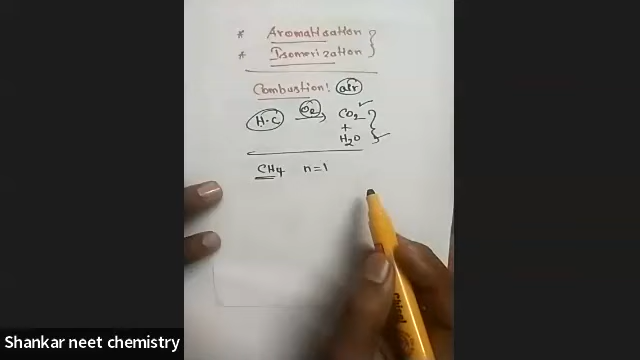 * Aromatisation
* Isomerization
Combustion: air
H-C O2 → CO2
+
H2O
CH4 n=1
Shankar neet chemistry